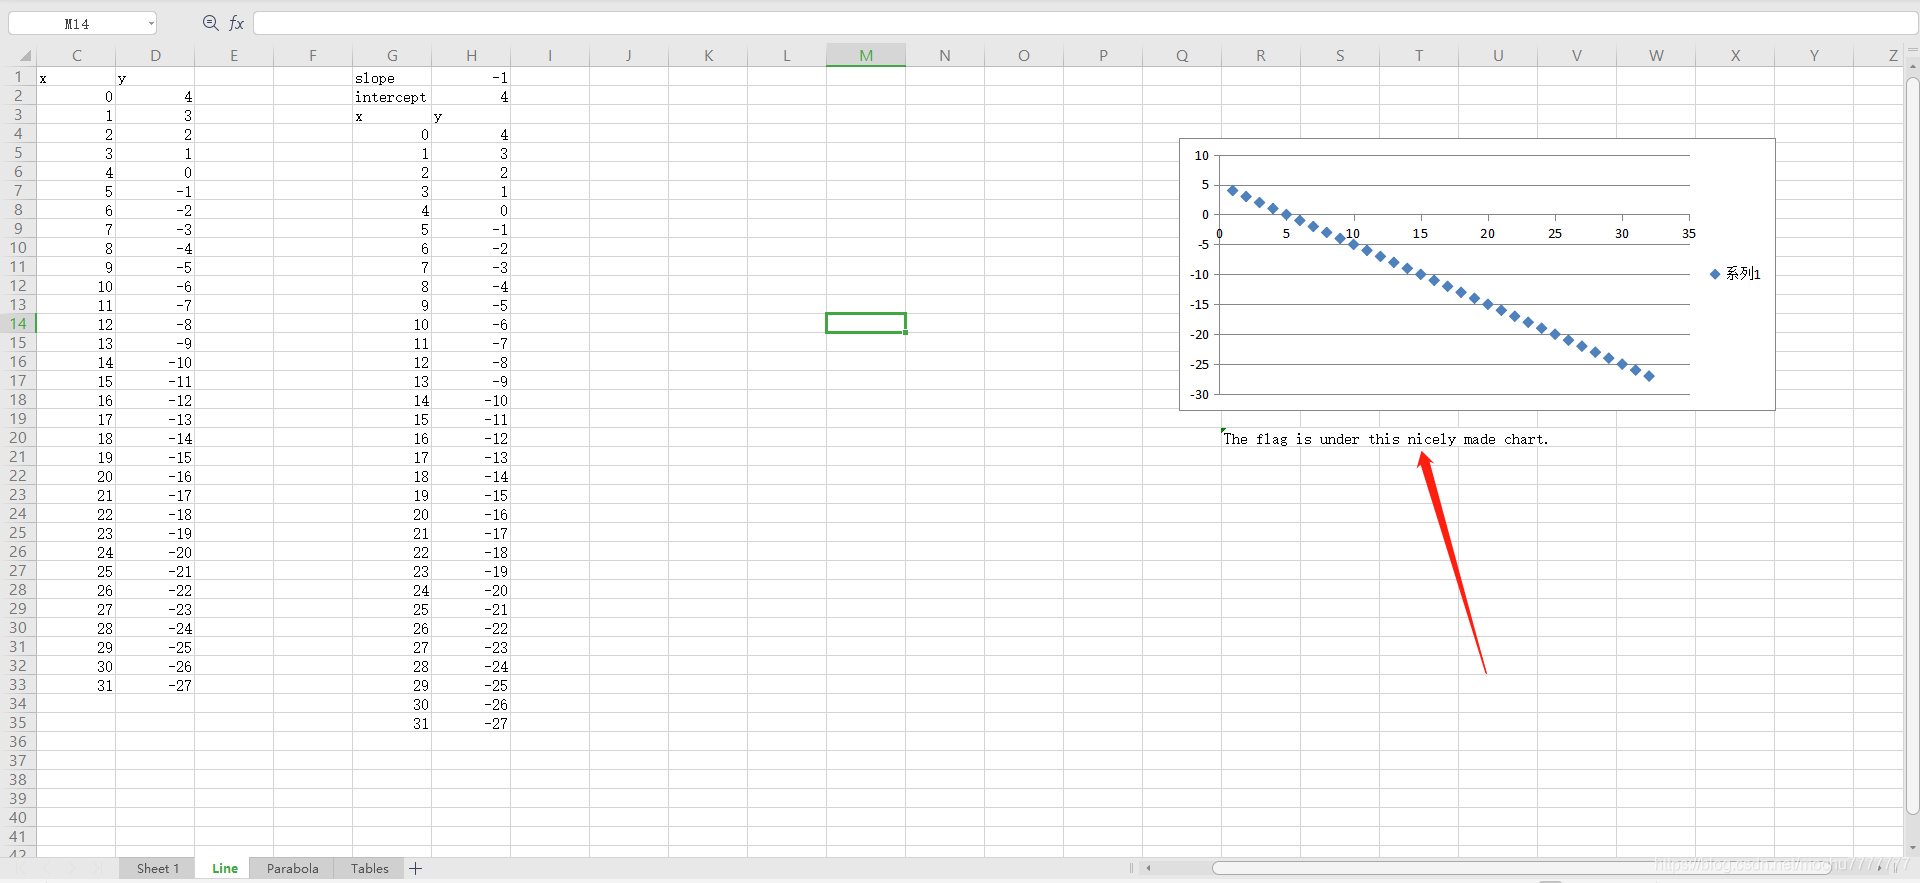 M14
fx
C D E F G H I J K L M N O P Q R S T U V W X Y Z
1 x y slope -1
2 0 4 intercept 4
3 1 3 x y
4 2 2 0 4
5 3 1 1 3
6 4 0 2 2
7 5 -1 3 1
8 6 -2 4 0
9 7 -3 5 -1
10 8 -4 6 -2
11 9 -5 7 -3
12 10 -6 8 -4
13 11 -7 9 -5
14 12 -8 10 -6
15 13 -9 11 -7
16 14 -10 12 -8
17 15 -11 13 -9
18 16 -12 14 -10
19 17 -13 15 -11
20 18 -14 16 -12
21 19 -15 17 -13
22 20 -16 18 -14
23 21 -17 19 -15
24 22 -18 20 -16
25 23 -19 21 -17
26 24 -20 22 -18
27 25 -21 23 -19
28 26 -22 24 -20
29 27 -23 25 -21
30 28 -24 26 -22
31 29 -25 27 -23
32 30 -26 28 -24
33 31 -27 29 -25
34 30 -26
35 31 -27
36
37
38
39
40
41
42
10
5
0
-5
-10
-15
-20
-25
-30
0 5 10 15 20 25 30 35
系列1
The flag is under this nicely made chart.
Sheet 1 Line Parabola Tables
https://blog.csdn.net/mochu7777777